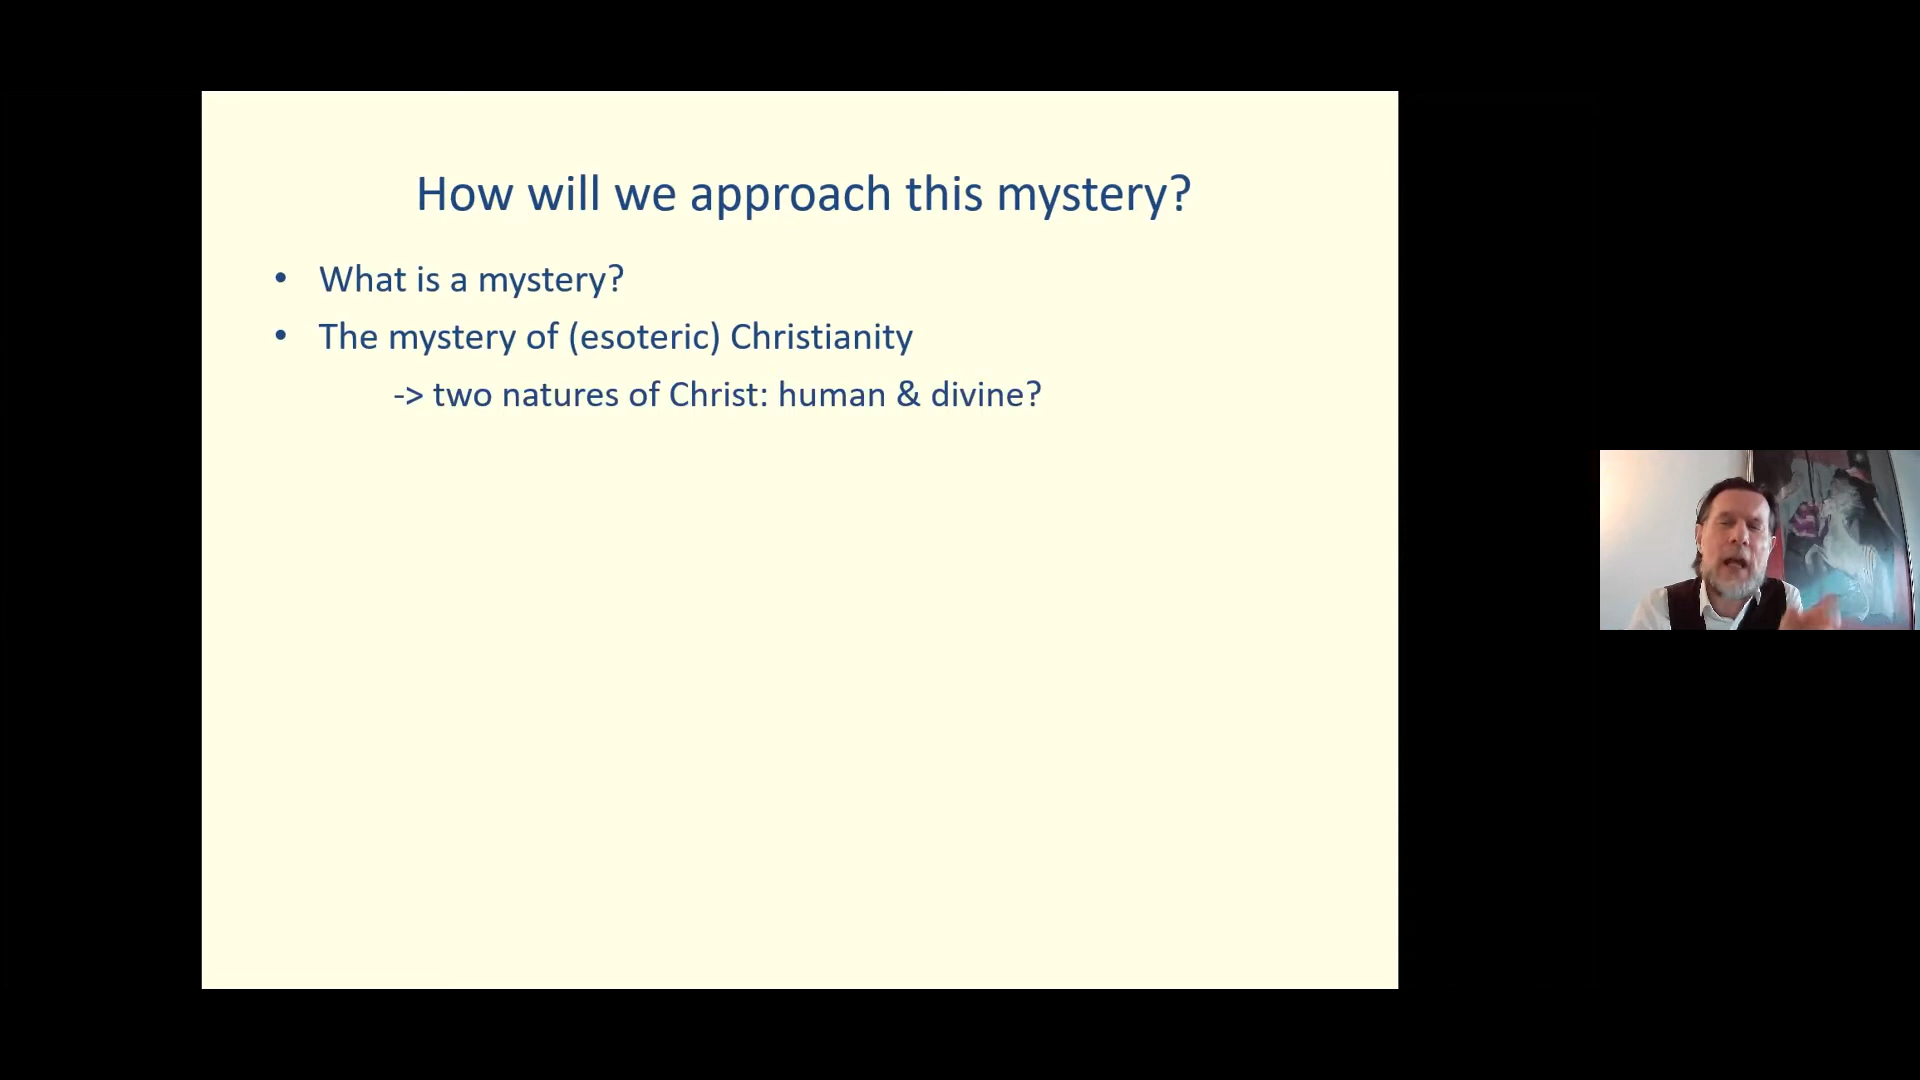 How will we approach this mystery?
• What is a mystery?
• The mystery of (esoteric) Christianity
-> two natures of Christ: human & divine?